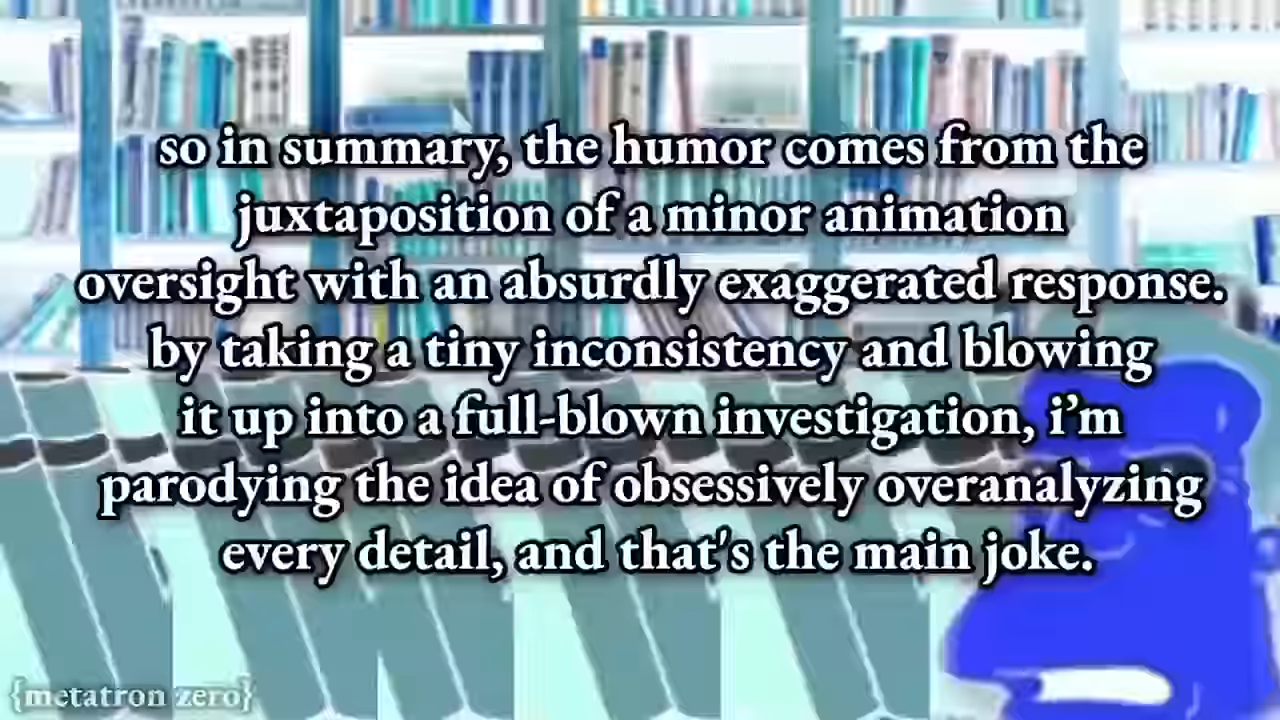 so in summary, the humor comes from the
juxtaposition of a minor animation
oversight with an absurdly exaggerated response.
by taking a tiny inconsistency and blowing
it up into a full-blown investigation, i’m
parodying the idea of obsessively overanalyzing
every detail, and that's the main joke.
{metatron zero}